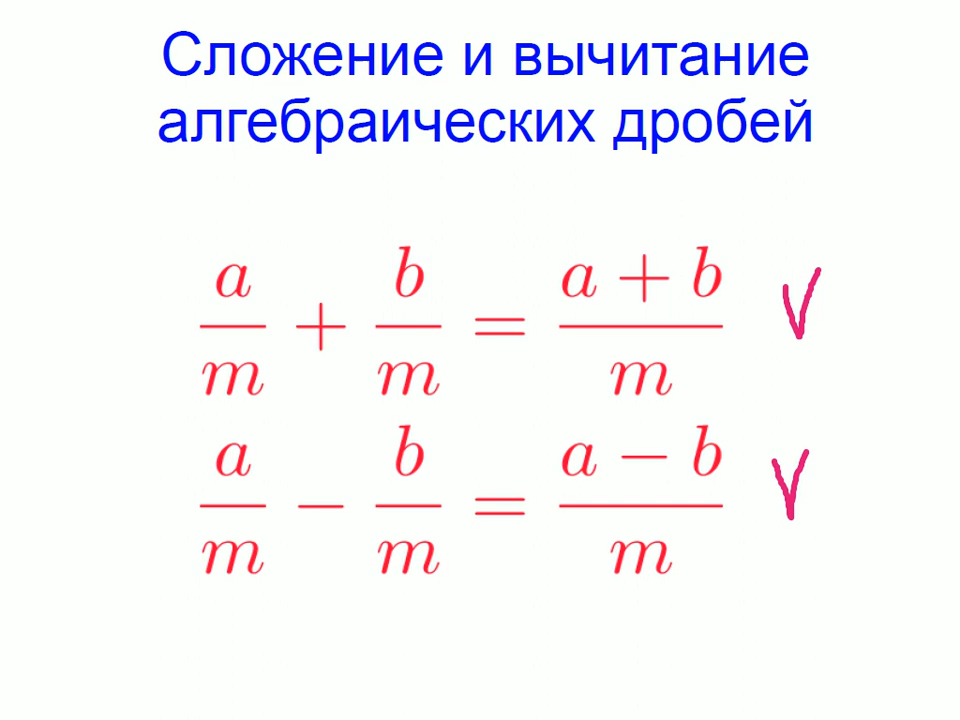 Сложение и вычитание
алгебраических дробей
a/m + b/m = (a + b)/m
a/m − b/m = (a − b)/m